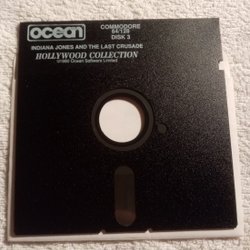 ocean
COMMODORE
64/128
DISK 3
INDIANA JONES AND THE LAST CRUSADE
HOLLYWOOD COLLECTION
©1990 Ocean Software Limited